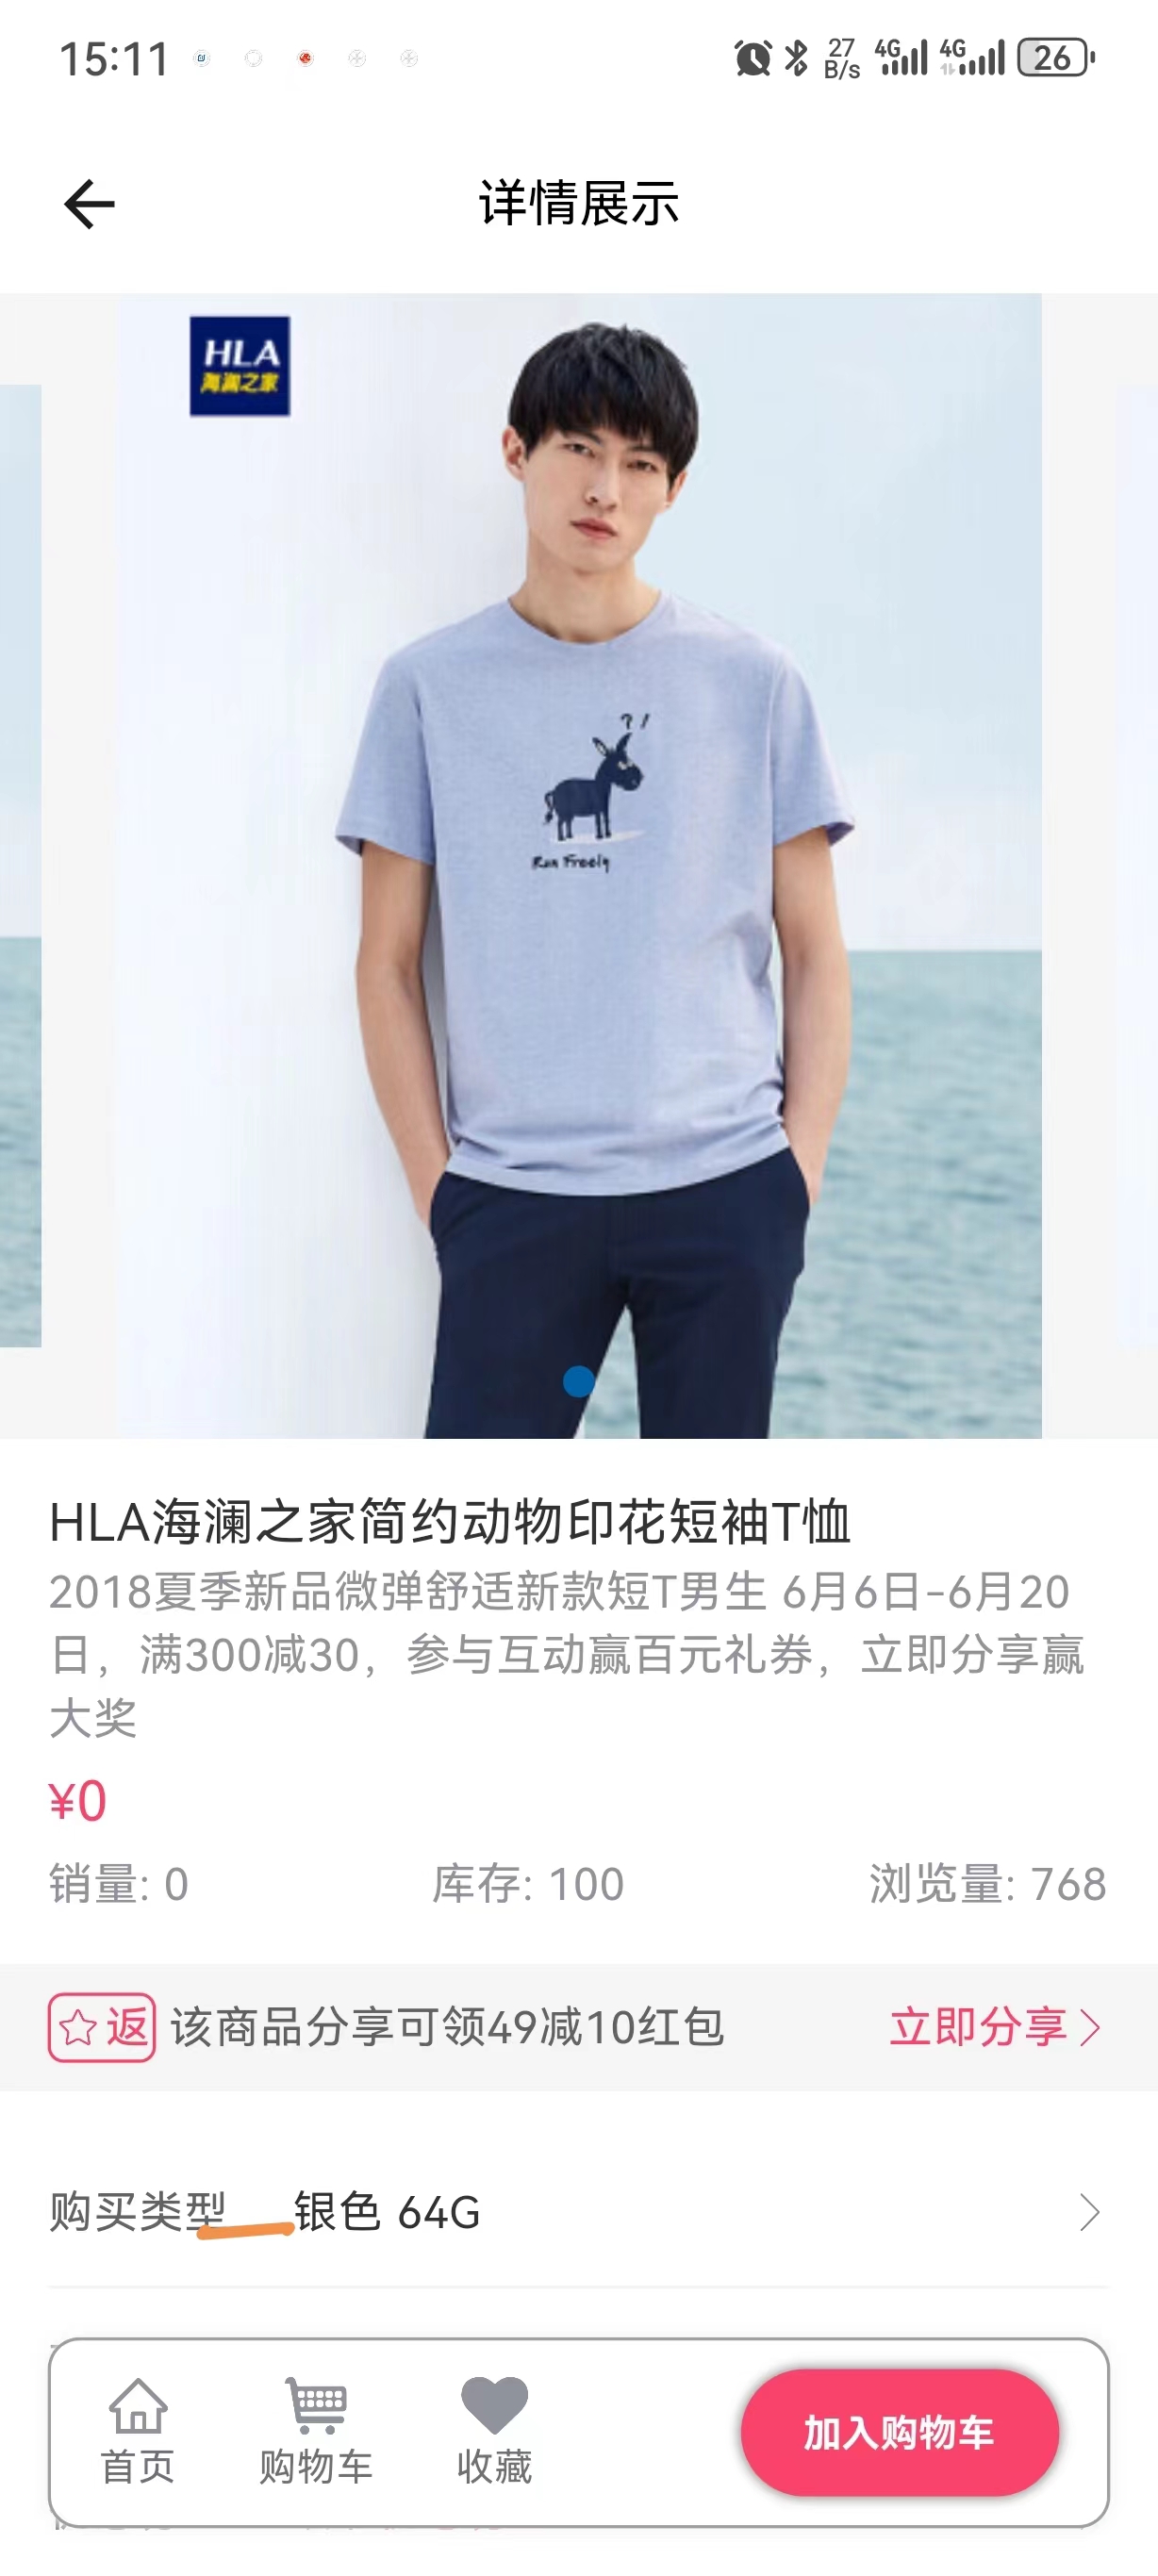 15:11
27
B/s
4G
4G
26
详情展示
HLA
海澜之家
? !
Run Freely
HLA海澜之家简约动物印花短袖T恤
2018夏季新品微弹舒适新款短T男生 6月6日-6月20
日，满300减30，参与互动赢百元礼券，立即分享赢
大奖
¥0
销量: 0 库存: 100 浏览量: 768
返 该商品分享可领49减10红包 立即分享
购买类型 银色 64G
首页 购物车 收藏 加入购物车